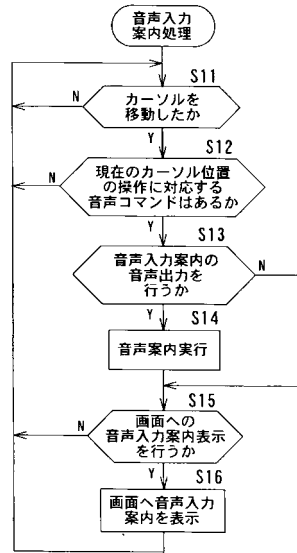 音声入力
案内処理
S11
N
カーソルを
移動したか
Y
S12
N
現在のカーソル位置
の操作に対応する
音声コマンドはあるか
Y
S13
音声入力案内の
音声出力を
行うか
N
Y
S14
音声案内実行
S15
N
画面への
音声入力案内表示
を行うか
Y
S16
画面へ音声入力
案内を表示